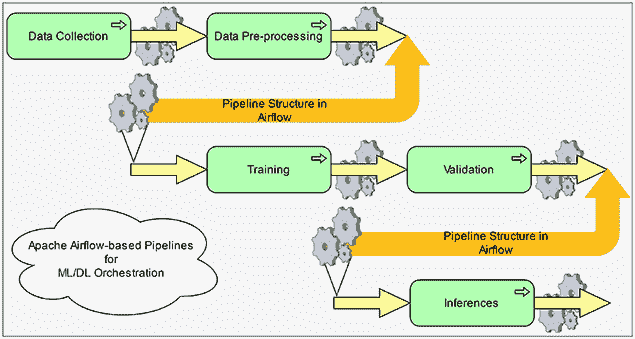 Data Collection
Data Pre-processing
Pipeline Structure in
Airflow
Training
Validation
Pipeline Structure in
Airflow
Apache Airflow-based Pipelines
for
ML/DL Orchestration
Inferences